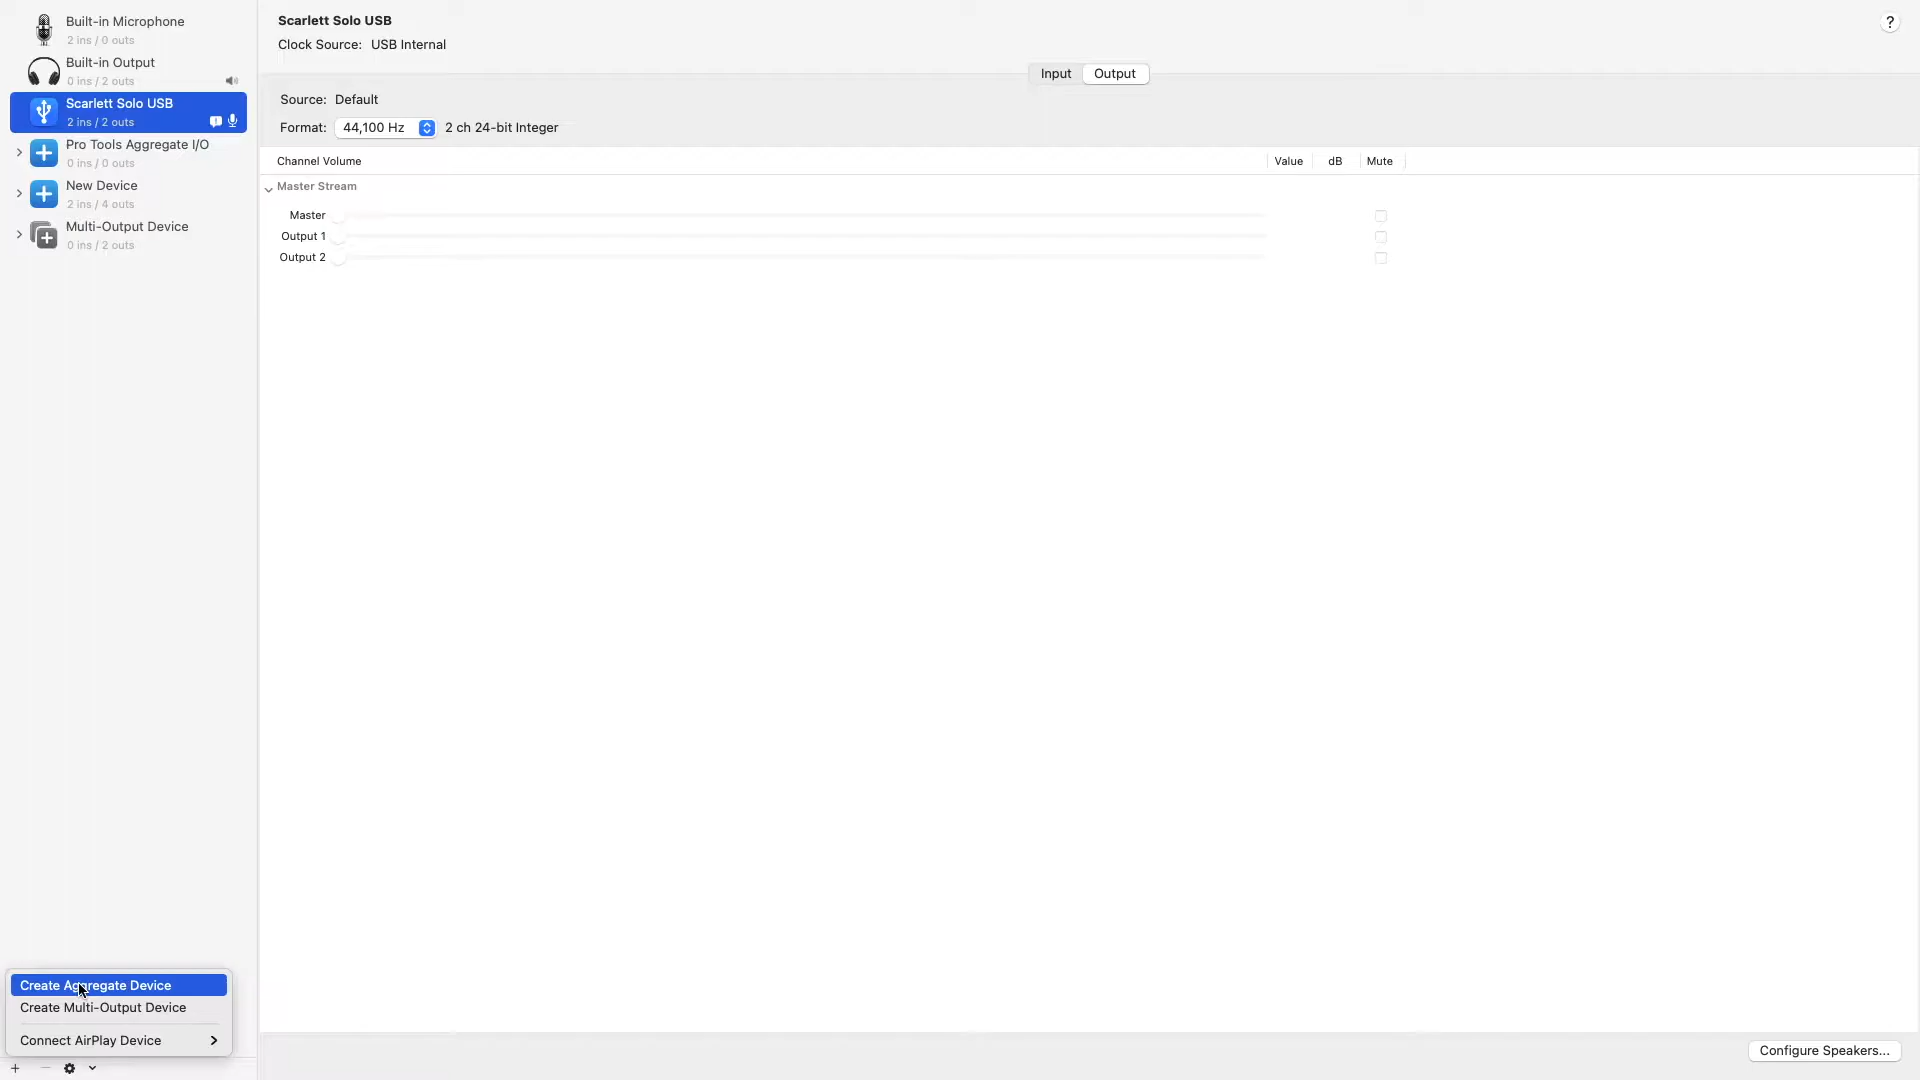 Built-in Microphone
2 ins / 0 outs
Built-in Output
0 ins / 2 outs
Scarlett Solo USB
2 ins / 2 outs
Pro Tools Aggregate I/O
0 ins / 0 outs
New Device
2 ins / 4 outs
Multi-Output Device
0 ins / 2 outs
Create Aggregate Device
Create Multi-Output Device
Connect AirPlay Device
Scarlett Solo USB
Clock Source: USB Internal
?
Input Output
Source: Default
Format: 44,100 Hz 2 ch 24-bit Integer
Channel Volume Value dB Mute
Master Stream
Master
Output 1
Output 2
Configure Speakers...